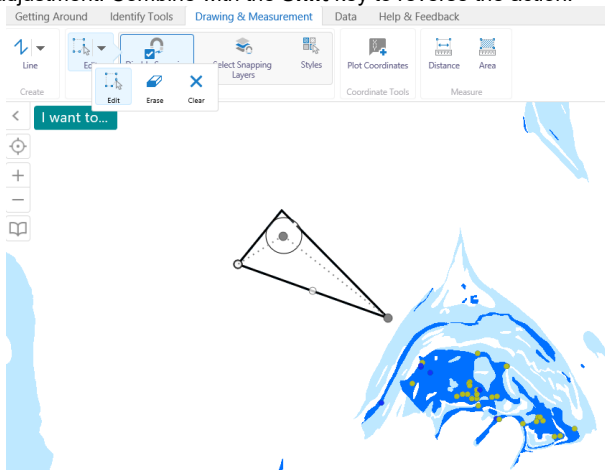 adjustment. Combine with the Shift key to reverse the action.
Getting Around Identify Tools Drawing & Measurement Data Help & Feedback
Line Edit Select Snapping Layers Styles Plot Coordinates Distance Area
Edit Erase Clear
Create Coordinate Tools Measure
I want to...